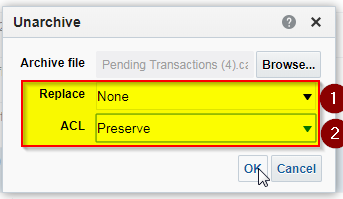 Unarchive ? ×
Archive file Pending Transactions (4).ca Browse...
Replace None 1
ACL Preserve 2
OK Cancel